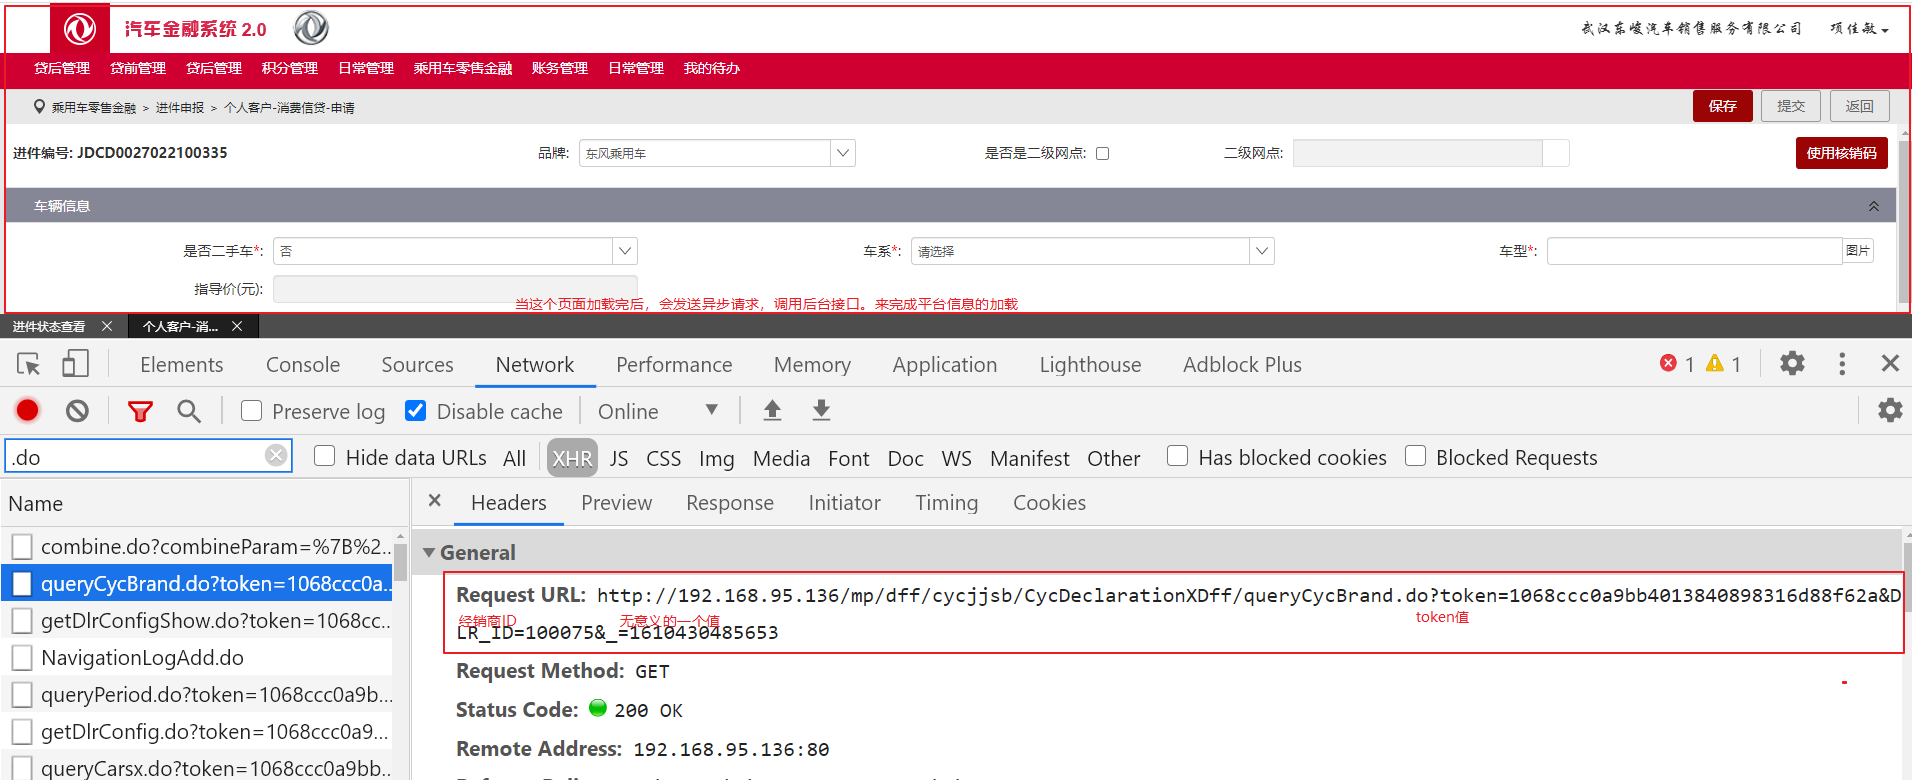 汽车金融系统 2.0
武汉东峻汽车销售服务有限公司 项佳敏
贷后管理 贷前管理 贷后管理 积分管理 日常管理 乘用车零售金融 账务管理 日常管理 我的待办
乘用车零售金融 > 进件申报 > 个人客户-消费信贷-申请
保存 提交 返回
进件编号: JDCD0027022100335 品牌: 东风乘用车 是否是二级网点: 二级网点: 使用核销码
车辆信息
是否二手车*: 否 车系*: 请选择 车型*: 图片
指导价(元):
当这个页面加载完后，会发送异步请求，调用后台接口。来完成平台信息的加载
进件状态查看 × 个人客户-消... ×
Elements Console Sources Network Performance Memory Application Lighthouse Adblock Plus 1 1
Preserve log Disable cache Online
.do Hide data URLs All XHR JS CSS Img Media Font Doc WS Manifest Other Has blocked cookies Blocked Requests
Name
combine.do?combineParam=%7B%2...
queryCycBrand.do?token=1068ccc0a...
getDlrConfigShow.do?token=1068cc...
NavigationLogAdd.do
queryPeriod.do?token=1068ccc0a9b...
getDlrConfig.do?token=1068ccc0a9...
queryCarsx.do?token=1068ccc0a9bb...
Headers Preview Response Initiator Timing Cookies
General
Request URL: http://192.168.95.136/mp/dff/cycjjsb/CycDeclarationXDff/queryCycBrand.do?token=1068ccc0a9bb4013840898316d88f62a&D
经销商ID 无意义的一个值 token值
LR_ID=100075&_=1610430485653
Request Method: GET
Status Code: 200 OK
Remote Address: 192.168.95.136:80